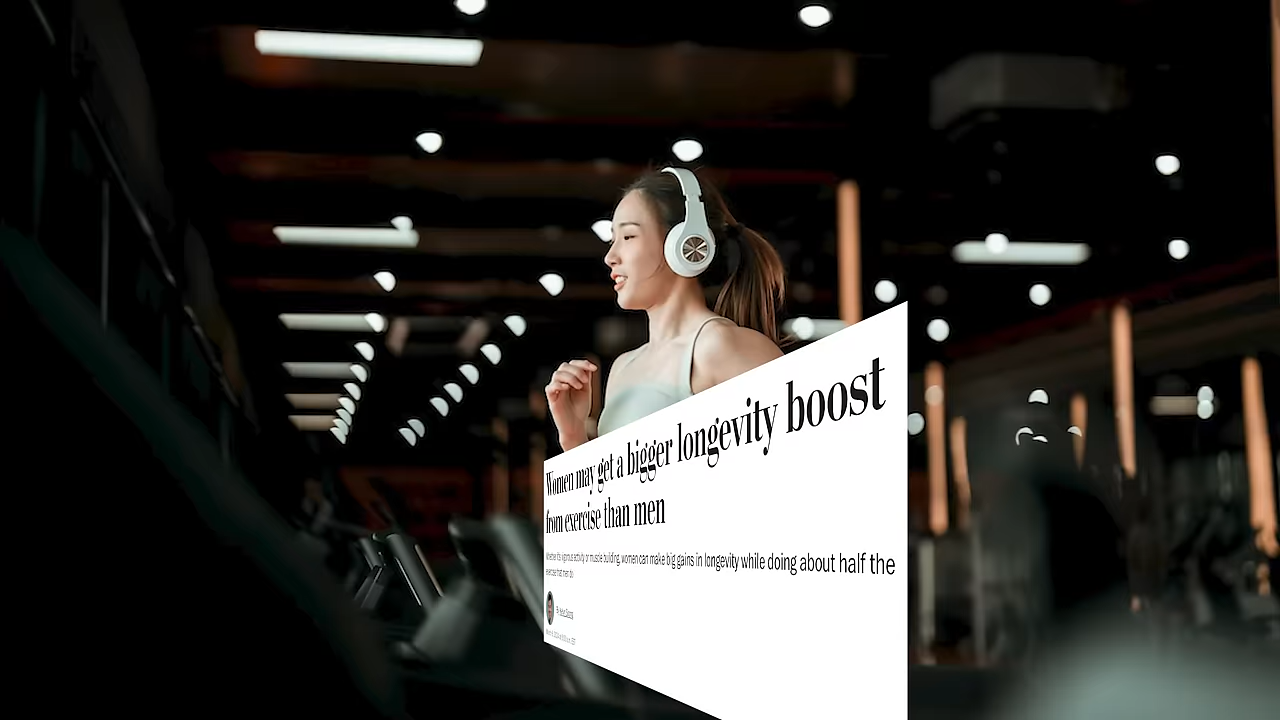 Women may get a bigger longevity boost
from exercise than men
Whether it's vigorous activity or muscle building, women can make big gains in longevity while doing about half the
exercise that men do
By